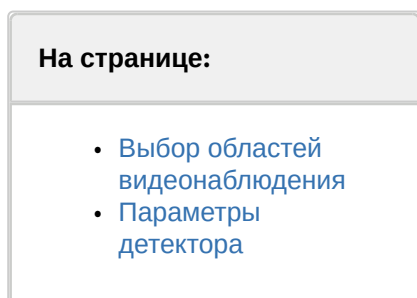 На странице:
• Выбор областей
видеонаблюдения
• Параметры
детектора